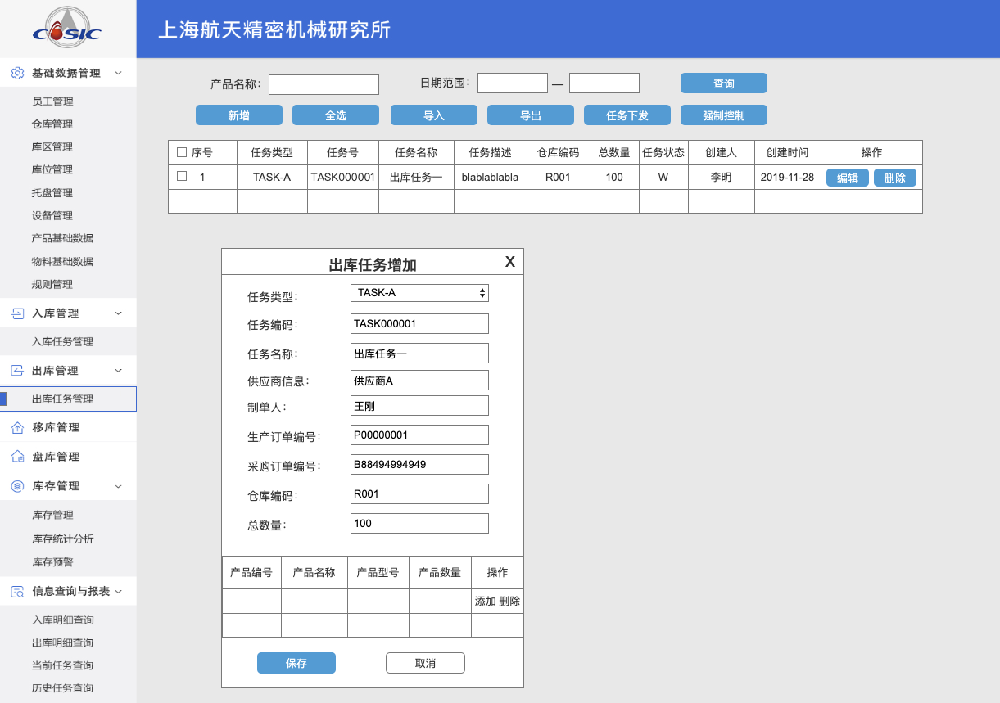 COSIC
上海航天精密机械研究所
基础数据管理
员工管理
仓库管理
库区管理
库位管理
托盘管理
设备管理
产品基础数据
物料基础数据
规则管理
入库管理
入库任务管理
出库管理
出库任务管理
移库管理
盘库管理
库存管理
库存管理
库存统计分析
库存预警
信息查询与报表
入库明细查询
出库明细查询
当前任务查询
历史任务查询
产品名称： 日期范围： — 查询
新增 全选 导入 导出 任务下发 强制控制
序号 任务类型 任务号 任务名称 任务描述 仓库编码 总数量 任务状态 创建人 创建时间 操作
1 TASK-A TASK000001 出库任务一 blablablabla R001 100 W 李明 2019-11-28 编辑 删除
出库任务增加 X
任务类型： TASK-A
任务编码： TASK000001
任务名称： 出库任务一
供应商信息： 供应商A
制单人： 王刚
生产订单编号： P00000001
采购订单编号： B88494994949
仓库编码： R001
总数量： 100
产品编号 产品名称 产品型号 产品数量 操作
添加 删除
保存 取消